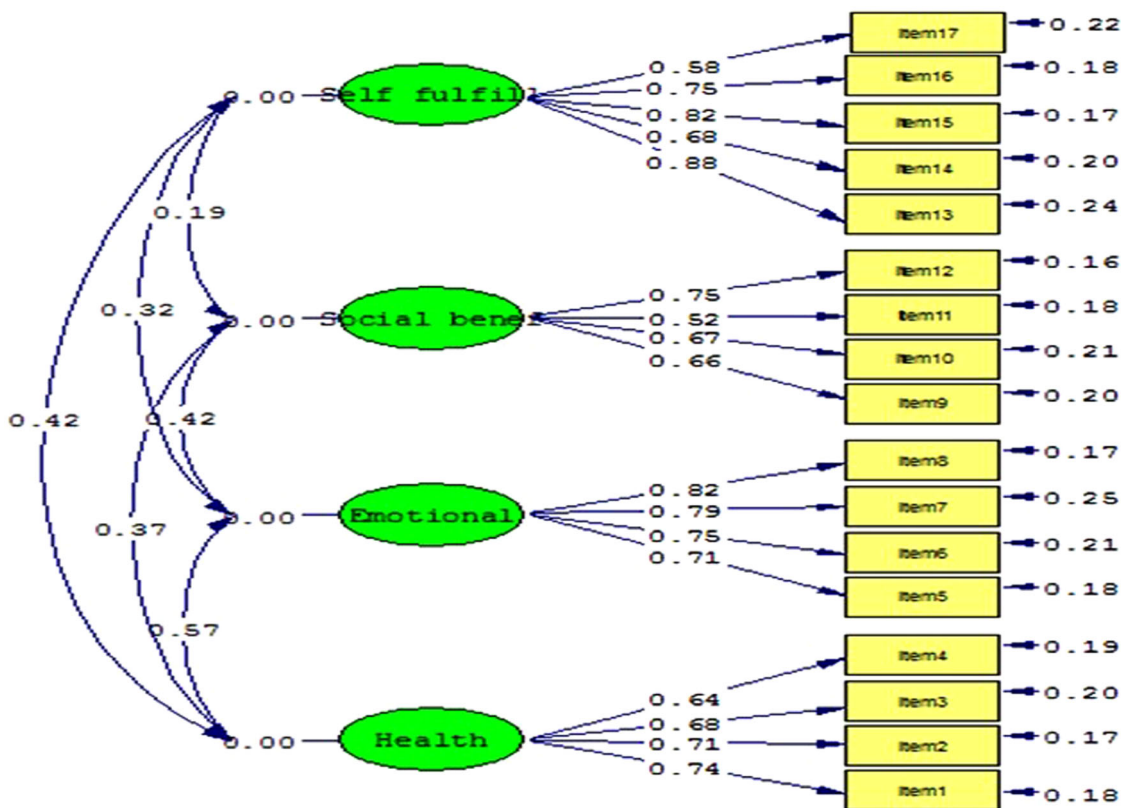 Item17
0.22
0.58
Item16
0.18
0.00
Self fulfill
0.75
0.82
Item15
0.17
0.68
0.88
Item14
0.20
Item13
0.24
0.19
Item12
0.16
0.75
Item11
0.18
0.32
0.00
Social benef
0.52
0.67
Item10
0.21
0.66
Item9
0.20
0.42
0.42
Item8
0.17
0.82
Item7
0.25
0.00
Emotional
0.79
0.37
0.75
Item6
0.21
0.71
Item5
0.18
0.57
Item4
0.19
0.64
Item3
0.20
0.00
Health
0.68
0.71
Item2
0.17
0.74
Item1
0.18